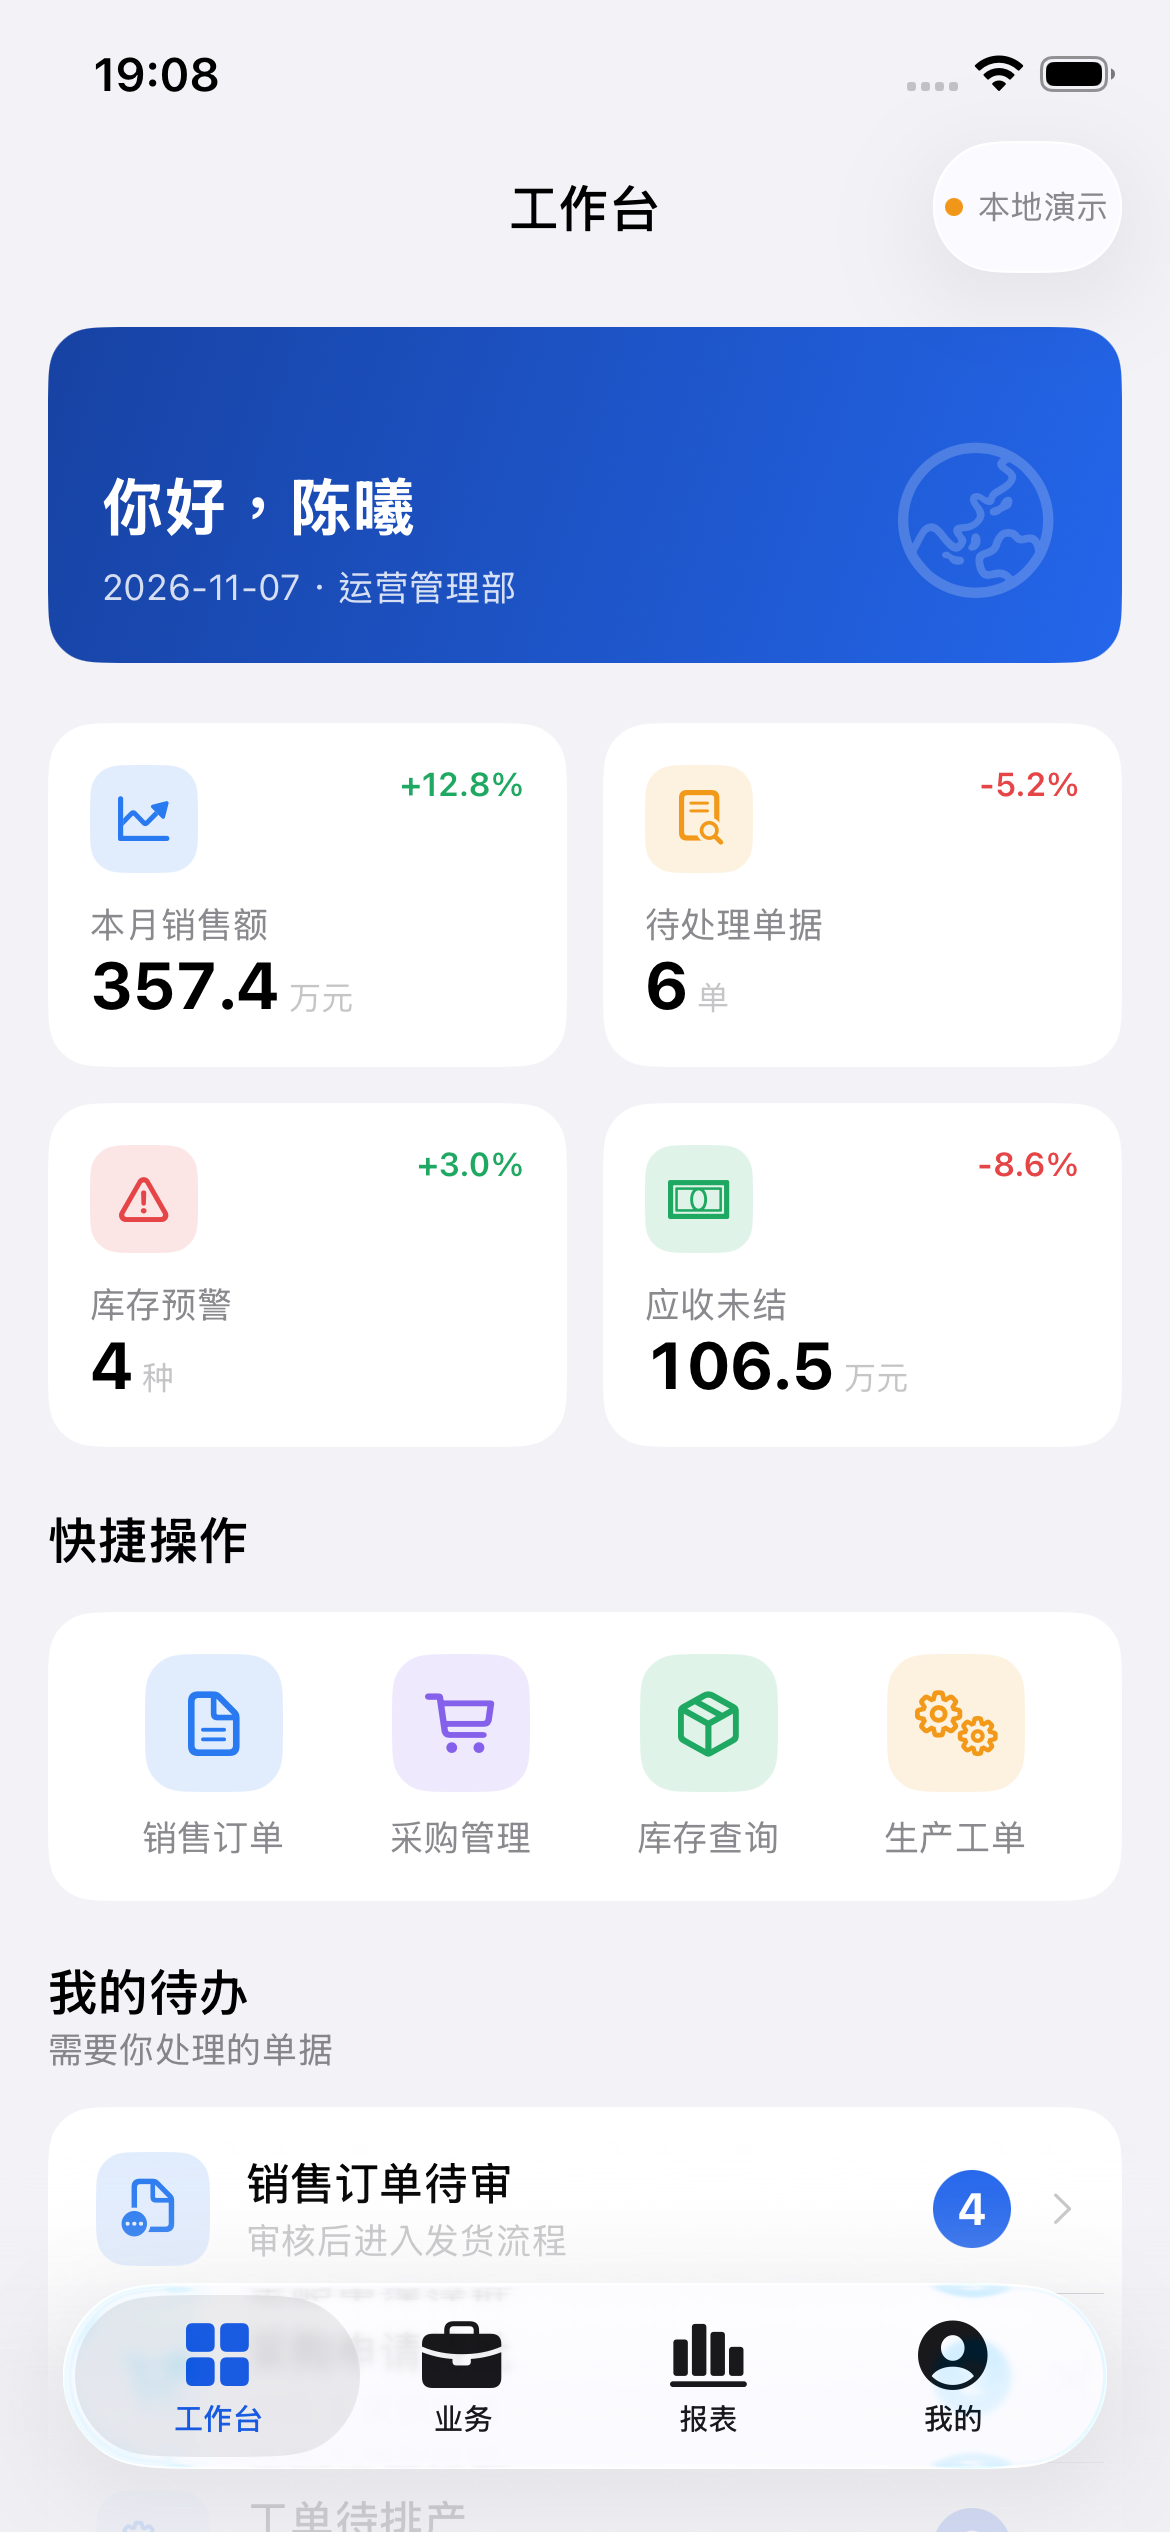 19:08
工作台
本地演示
你好，陈曦
2026-11-07 · 运营管理部
+12.8%
本月销售额
357.4 万元
-5.2%
待处理单据
6 单
+3.0%
库存预警
4 种
-8.6%
应收未结
106.5 万元
快捷操作
销售订单
采购管理
库存查询
生产工单
我的待办
需要你处理的单据
销售订单待审
审核后进入发货流程
4
工作台
业务
报表
我的
工单待排产